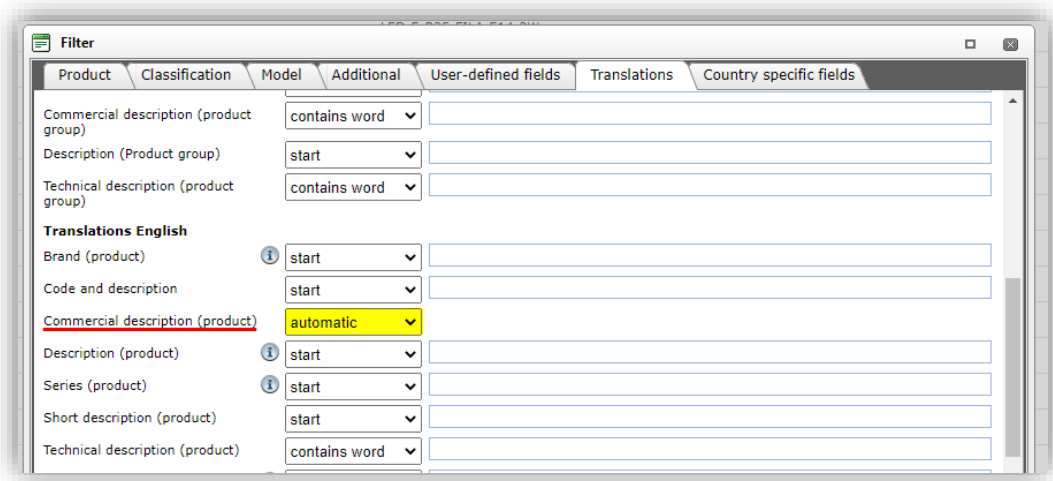 Filter
Product Classification Model Additional User-defined fields Translations Country specific fields
Commercial description (product contains word
group)
Description (Product group) start
Technical description (product contains word
group)
Translations English
Brand (product) i start
Code and description start
Commercial description (product) automatic
Description (product) i start
Series (product) i start
Short description (product) start
Technical description (product) contains word